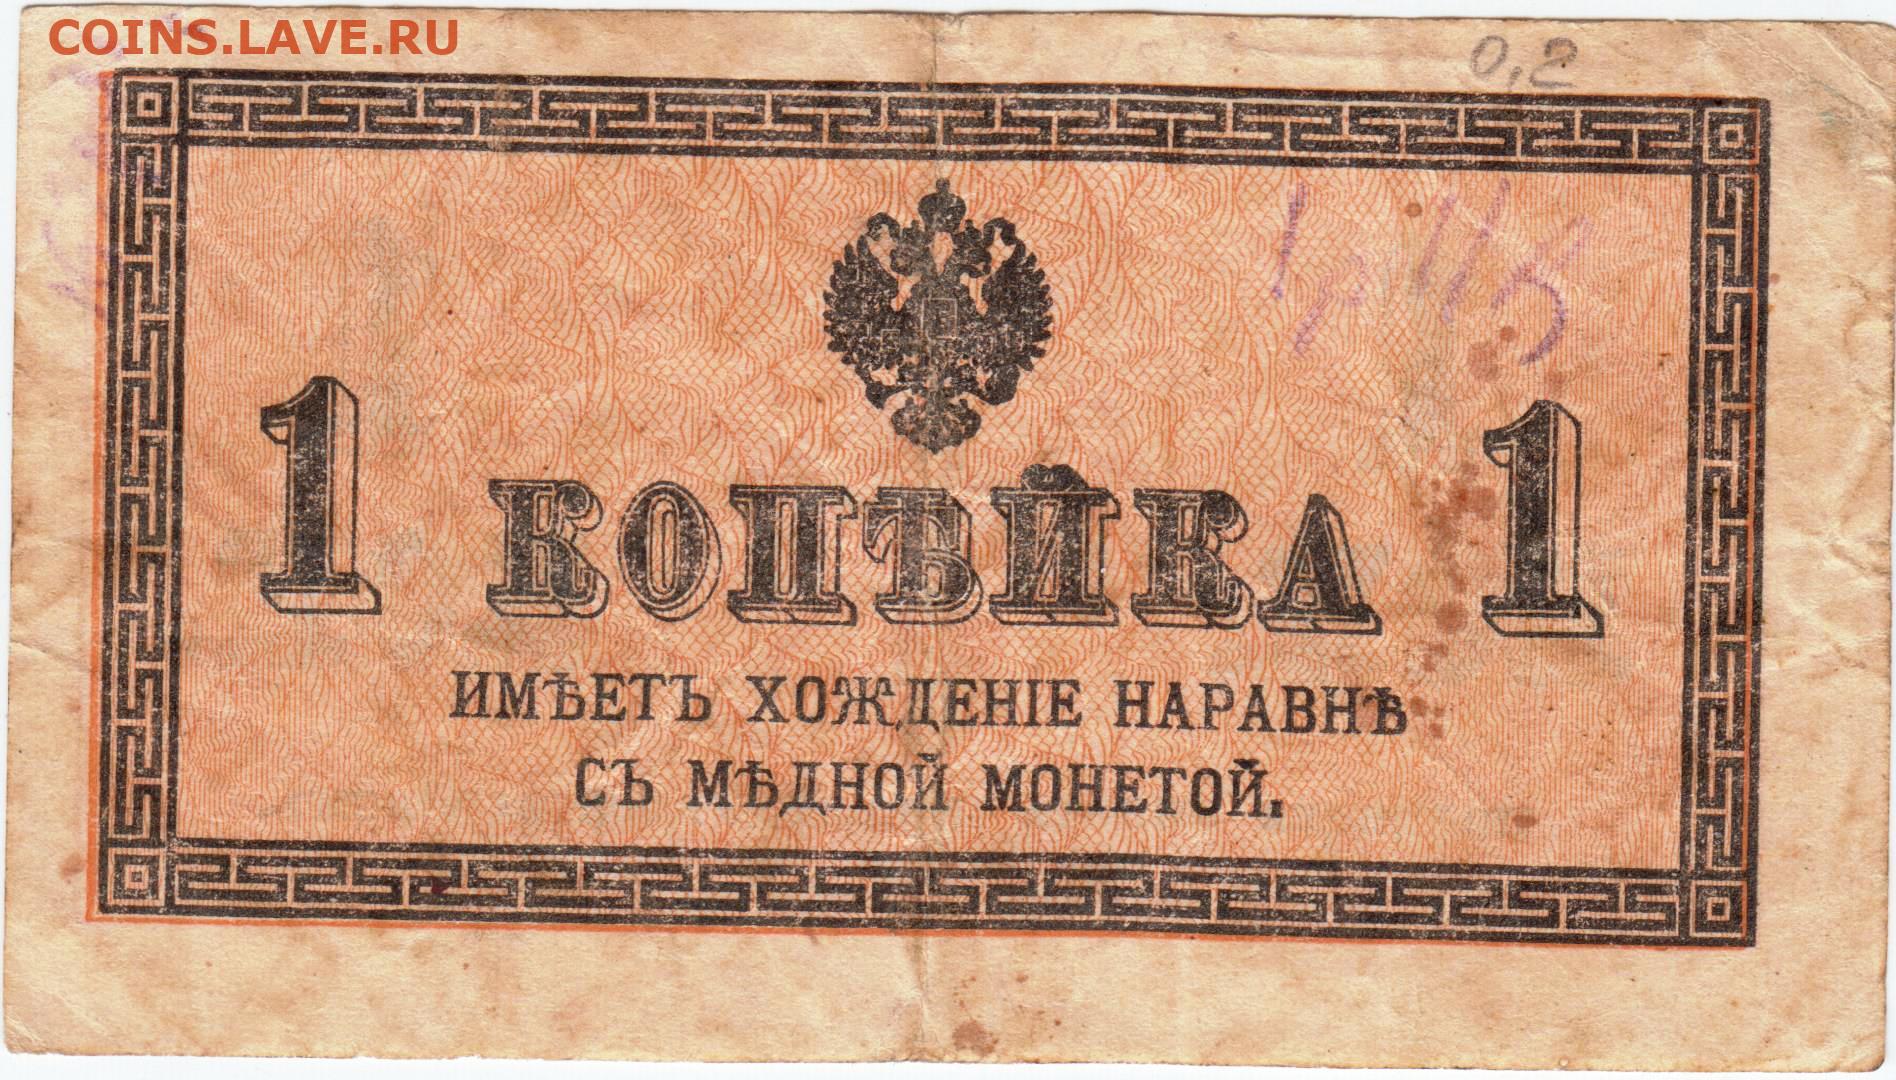 COINS.LAVE.RU
0,2
1 КОПѢЙКА 1
ИМѢЕТЪ ХОЖДЕНІЕ НАРАВНѢ
СЪ МѢДНОЙ МОНЕТОЙ.